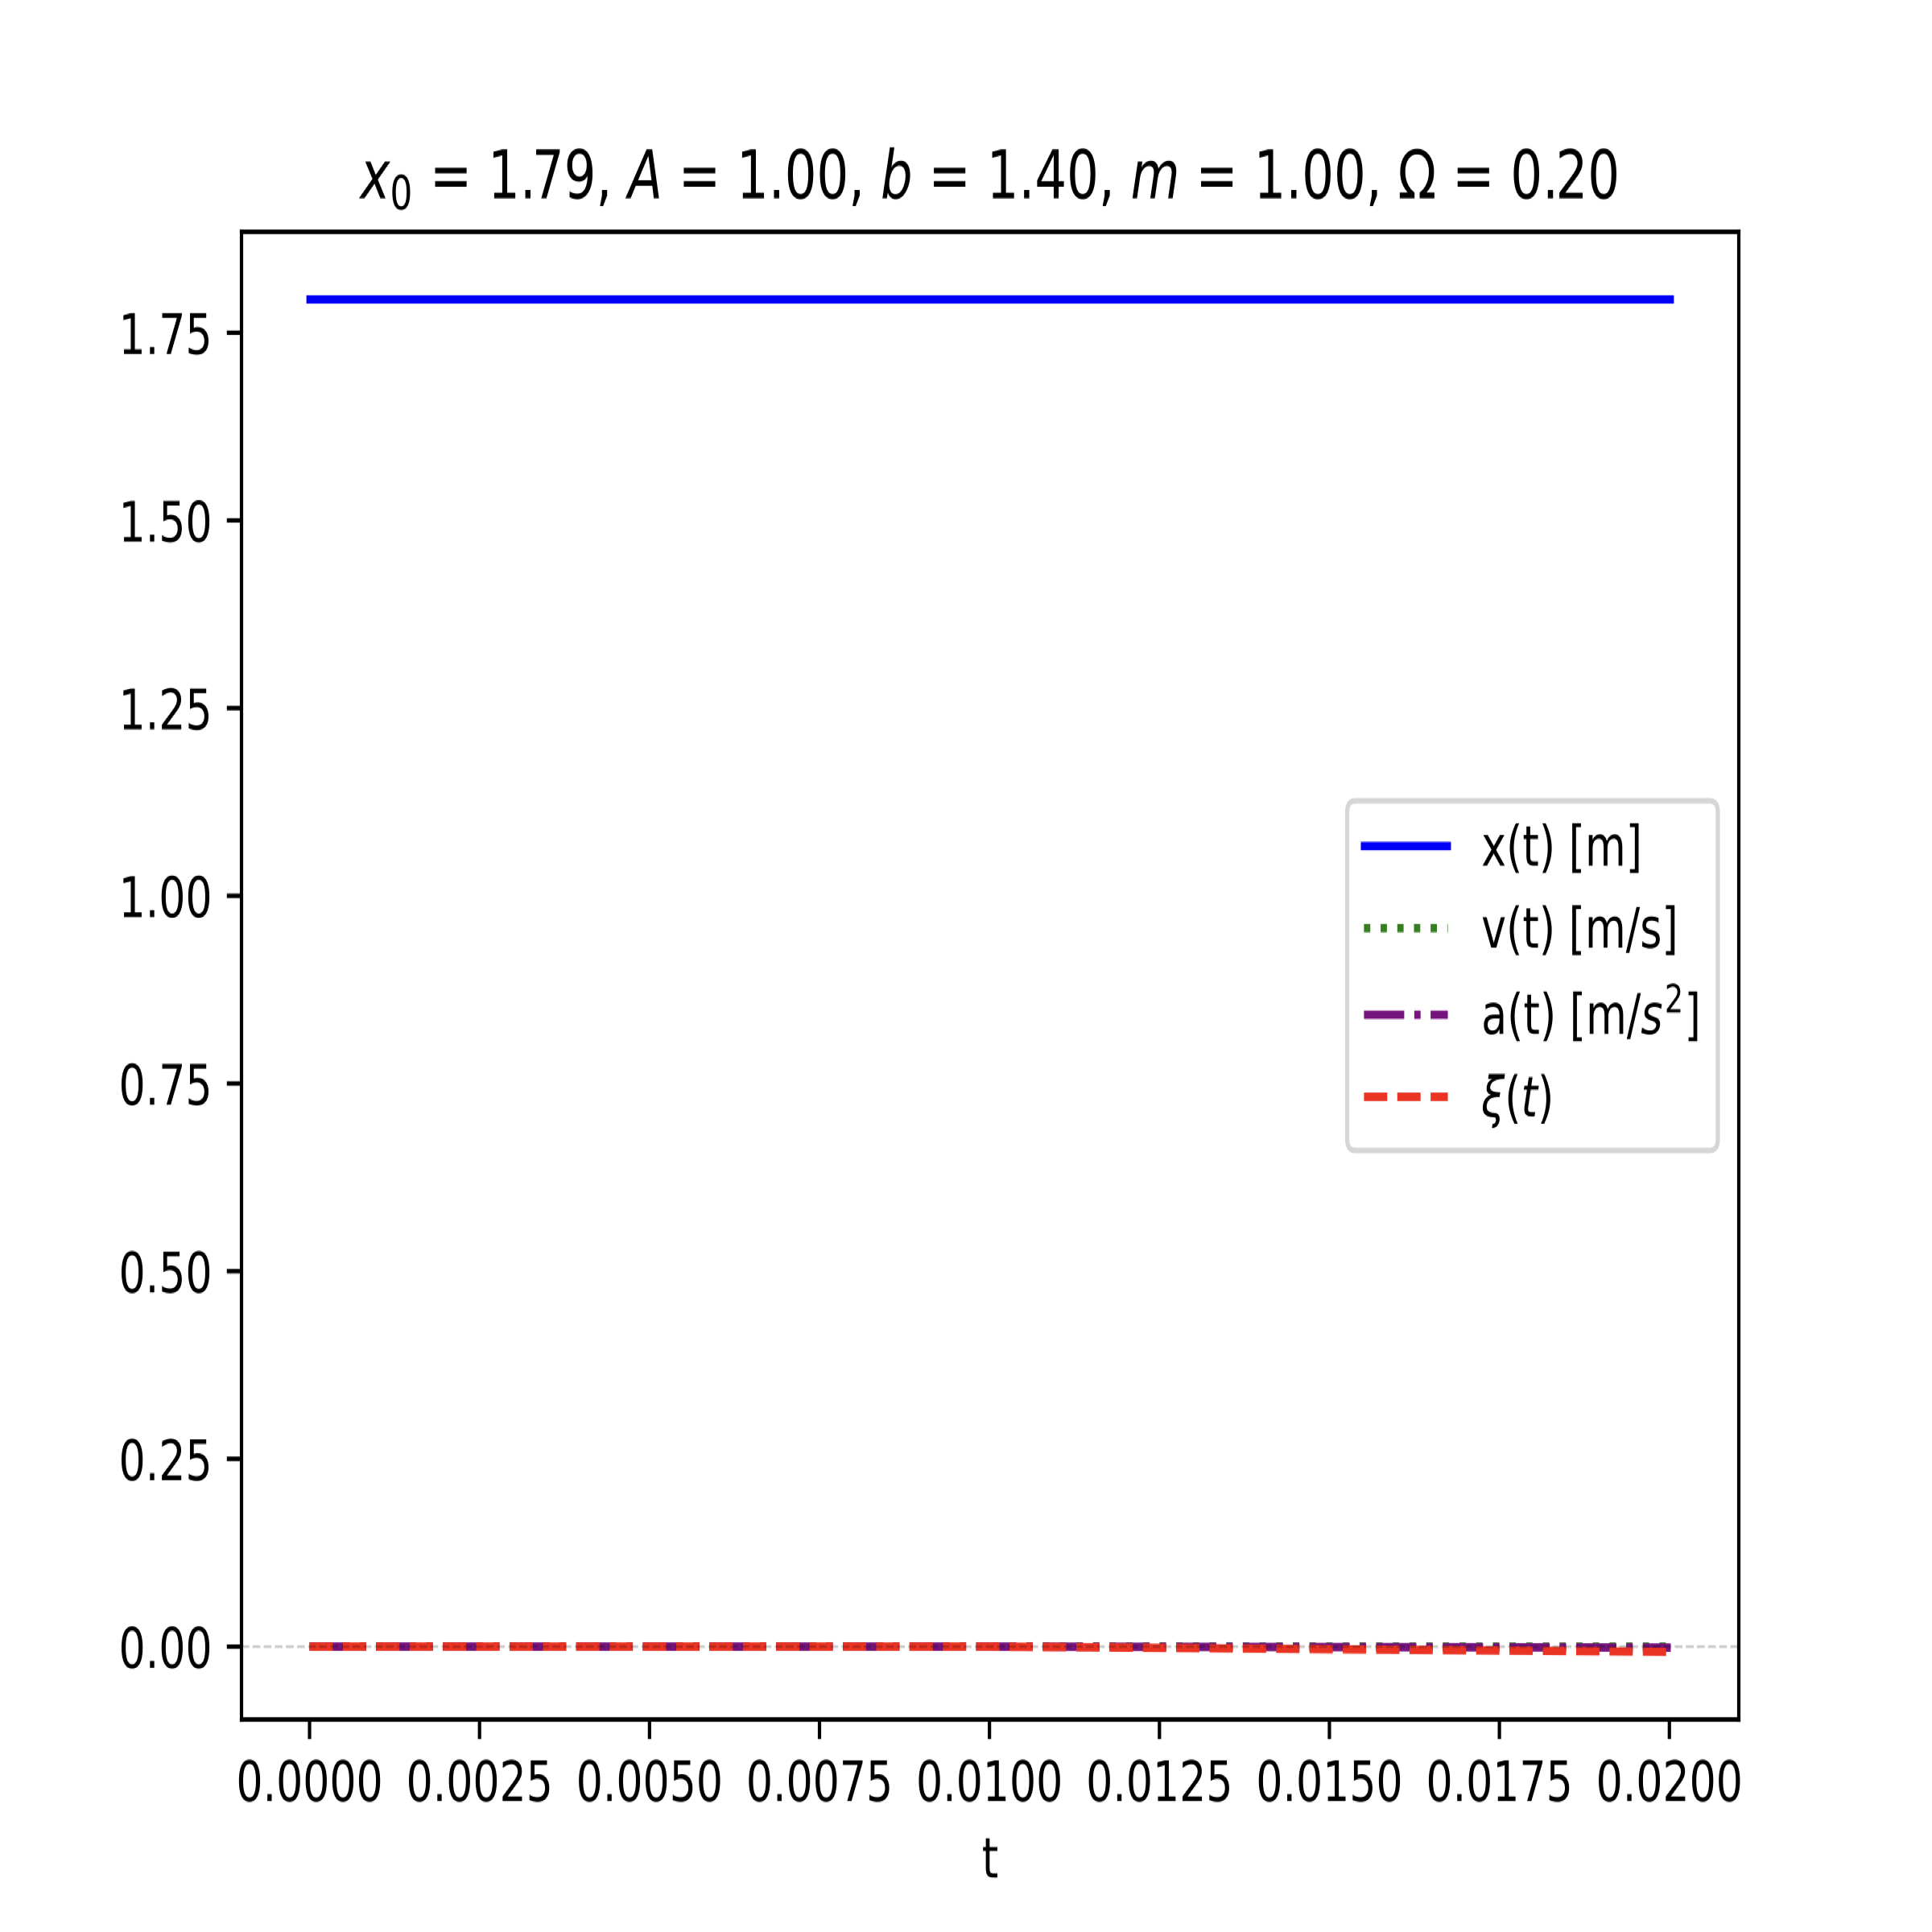 x₀ = 1.79, A = 1.00, b = 1.40, m = 1.00, Ω = 0.20
1.75
1.50
1.25
1.00
0.75
0.50
0.25
0.00
x(t) [m]
v(t) [m/s]
a(t) [m/s²]
ξ(t)
0.0000 0.0025 0.0050 0.0075 0.0100 0.0125 0.0150 0.0175 0.0200
t